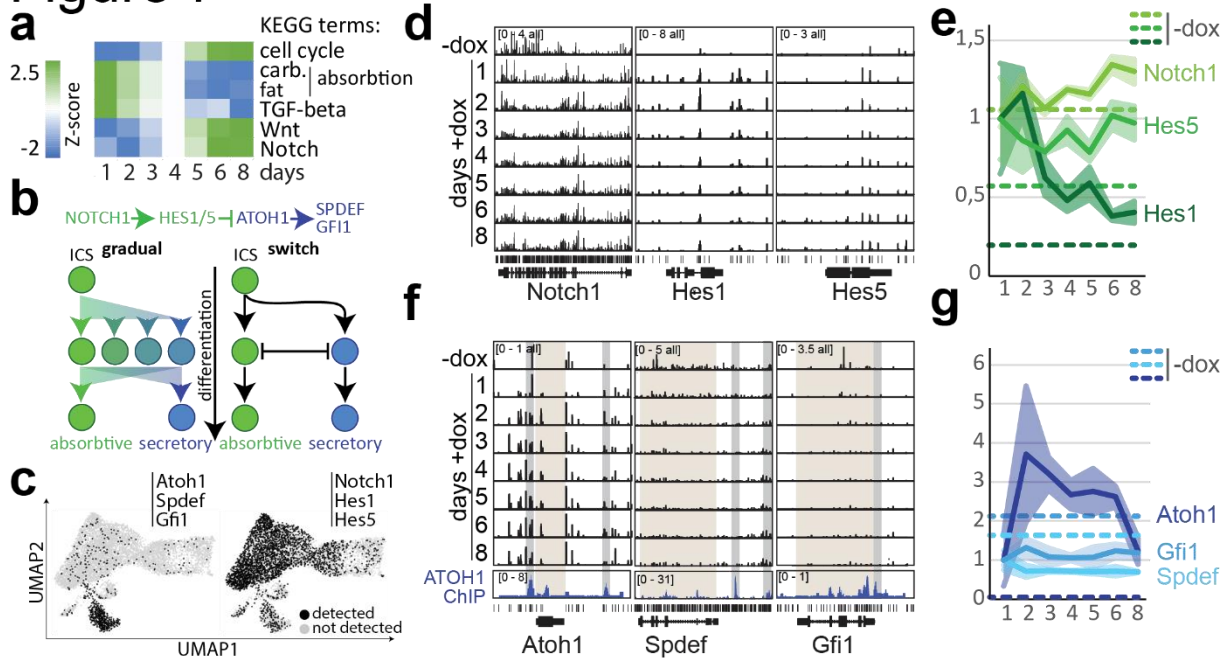 a
KEGG terms:
2.5
Z-score
-2
cell cycle
carb.
fat
absorbtion
TGF-beta
Wnt
Notch
1 2 3 4 5 6 8 days
b
NOTCH1 HES1/5 ATOH1 SPDEF
GFI1
ICS gradual
ICS switch
differentiation
absorbtive secretory absorbtive secretory
c
Atoh1
Spdef
Gfi1
Notch1
Hes1
Hes5
UMAP2
detected
not detected
UMAP1
d
-dox
[0 - 4 all] [0 - 8 all] [0 - 3 all]
days +dox
1
2
3
4
5
6
8
Notch1 Hes1 Hes5
e
-dox
1,5
1
0,5
0
Notch1
Hes5
Hes1
1 2 3 4 5 6 8
f
-dox
[0 - 1 all] [0 - 5 all] [0 - 3.5 all]
days +dox
1
2
3
4
5
6
8
ATOH1
ChIP
[0 - 8] [0 - 31] [0 - 1]
Atoh1 Spdef Gfi1
g
-dox
6
5
4
3
2
1
0
Atoh1
Gfi1
Spdef
1 2 3 4 5 6 8